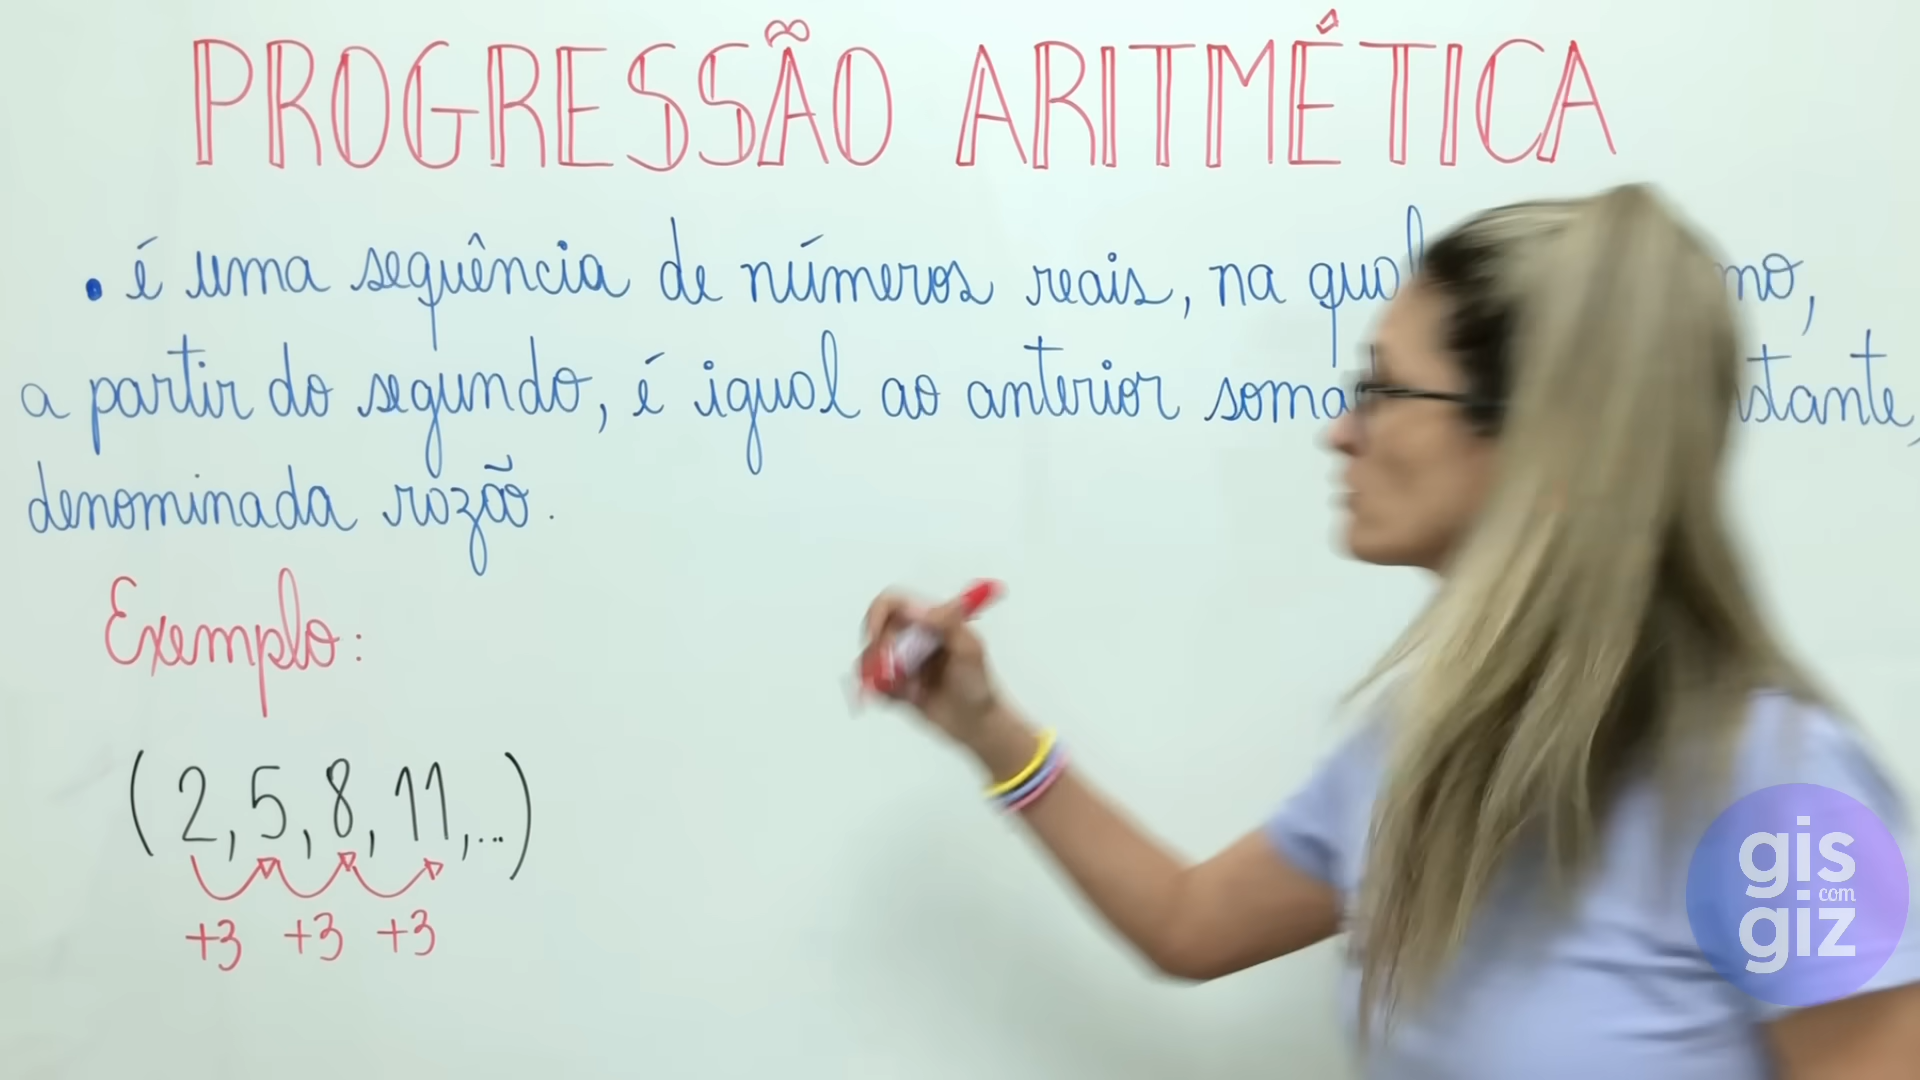 PROGRESSÃO ARITMÉTICA
• é uma sequência de números reais, na qual
a partir do segundo, é igual ao anterior
denominada razão.
Exemplo:
(2, 5, 8, 11, ...)
+3 +3 +3
gis
com
giz